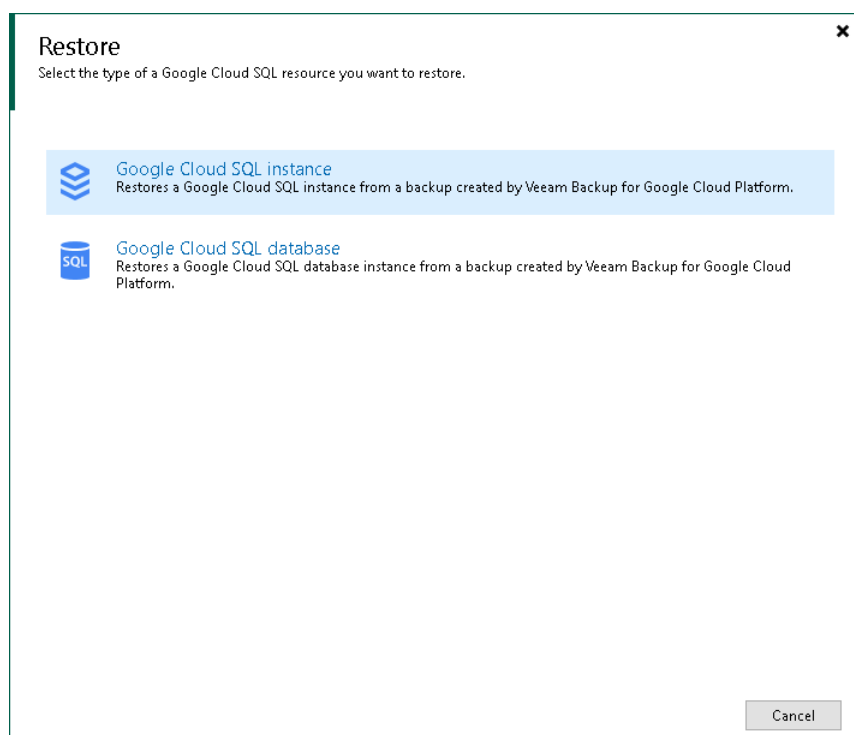 Restore
Select the type of a Google Cloud SQL resource you want to restore.
Google Cloud SQL instance
Restores a Google Cloud SQL instance from a backup created by Veeam Backup for Google Cloud Platform.
SQL
Google Cloud SQL database
Restores a Google Cloud SQL database instance from a backup created by Veeam Backup for Google Cloud
Platform.
Cancel